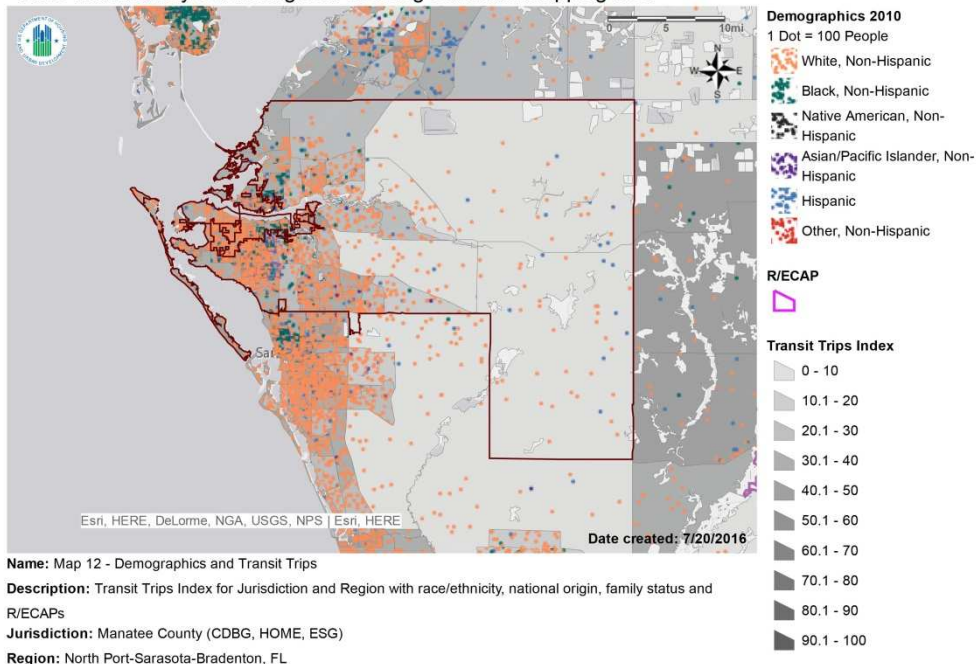 0 5 10mi
N
W E
S
Sar
Esri, HERE, DeLorme, NGA, USGS, NPS | Esri, HERE
Date created: 7/20/2016
Demographics 2010
1 Dot = 100 People
White, Non-Hispanic
Black, Non-Hispanic
Native American, Non-
Hispanic
Asian/Pacific Islander, Non-
Hispanic
Hispanic
Other, Non-Hispanic
R/ECAP
Transit Trips Index
0 - 10
10.1 - 20
20.1 - 30
30.1 - 40
40.1 - 50
50.1 - 60
60.1 - 70
70.1 - 80
80.1 - 90
90.1 - 100
Name: Map 12 - Demographics and Transit Trips
Description: Transit Trips Index for Jurisdiction and Region with race/ethnicity, national origin, family status and
R/ECAPs
Jurisdiction: Manatee County (CDBG, HOME, ESG)
Region: North Port-Sarasota-Bradenton, FL